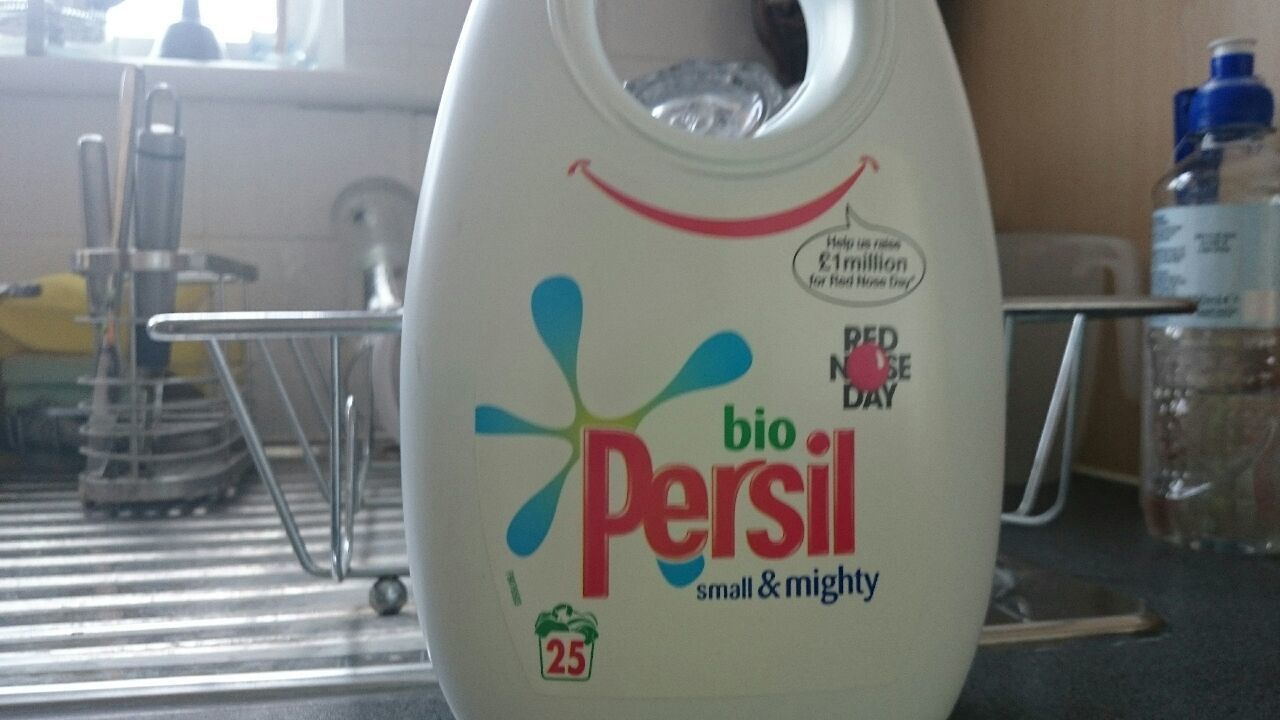 Help us raise
£1million
for Red Nose Day*
RED
NOSE
DAY
bio
Persil
small & mighty
25